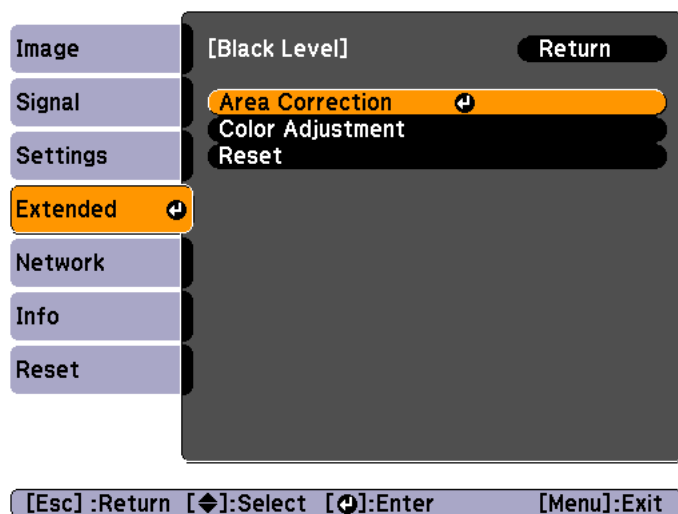 Image
Signal
Settings
Extended
Network
Info
Reset
[Black Level] Return
Area Correction
Color Adjustment
Reset
[Esc] :Return [◆]:Select [↵]:Enter [Menu]:Exit